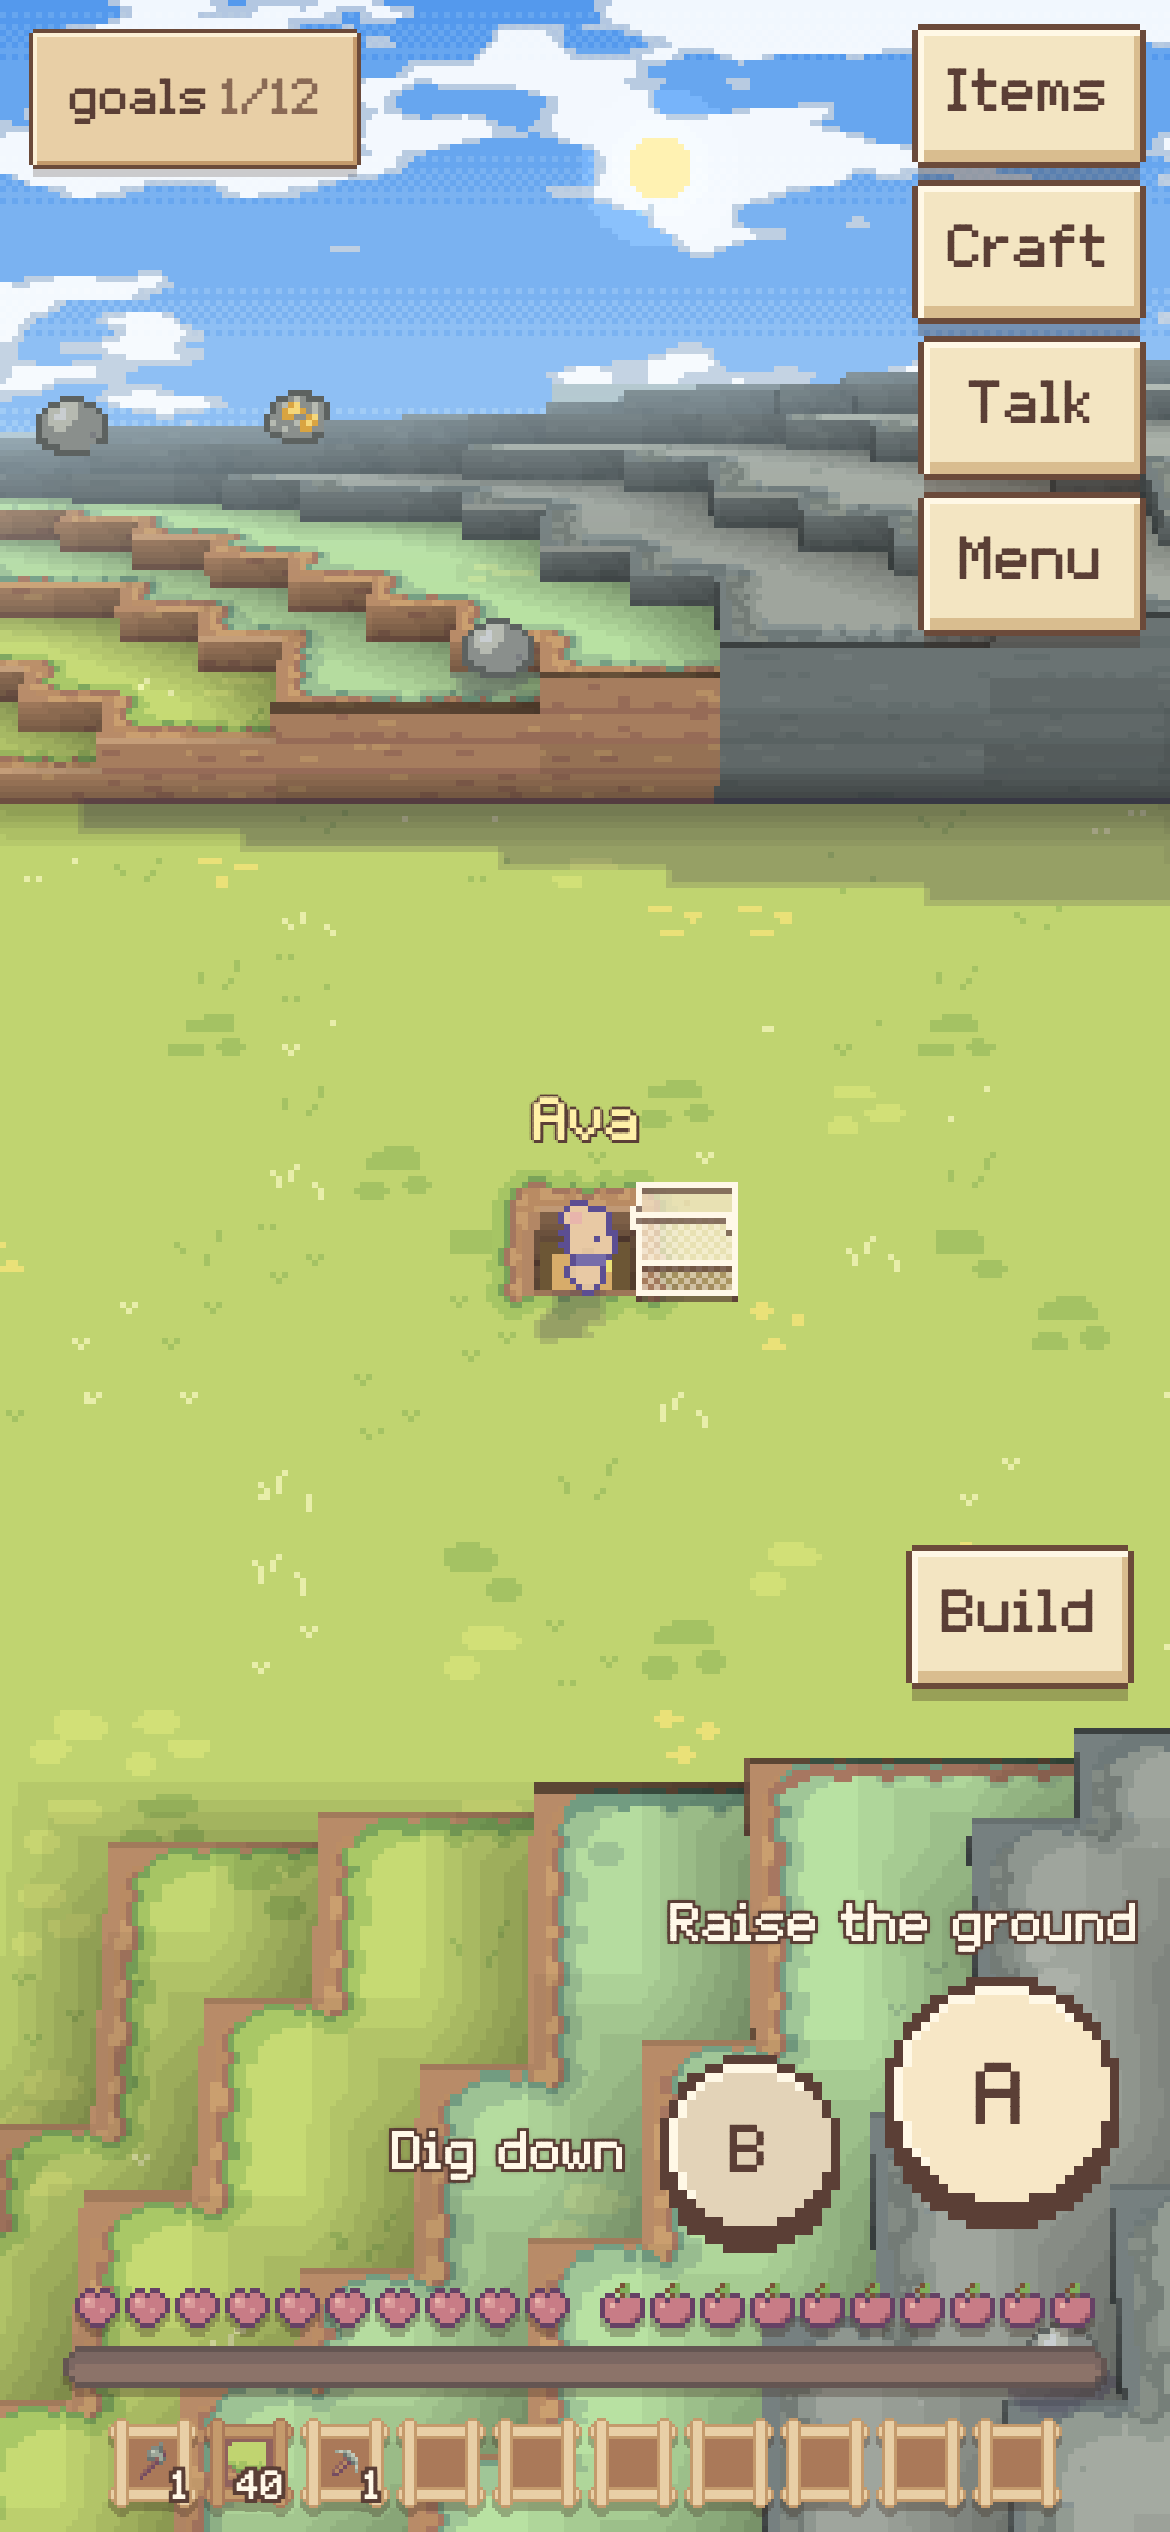 goals 1/12
Items
Craft
Talk
Menu
Ava
Build
Raise the ground
A
Dig down
B
1
40
1